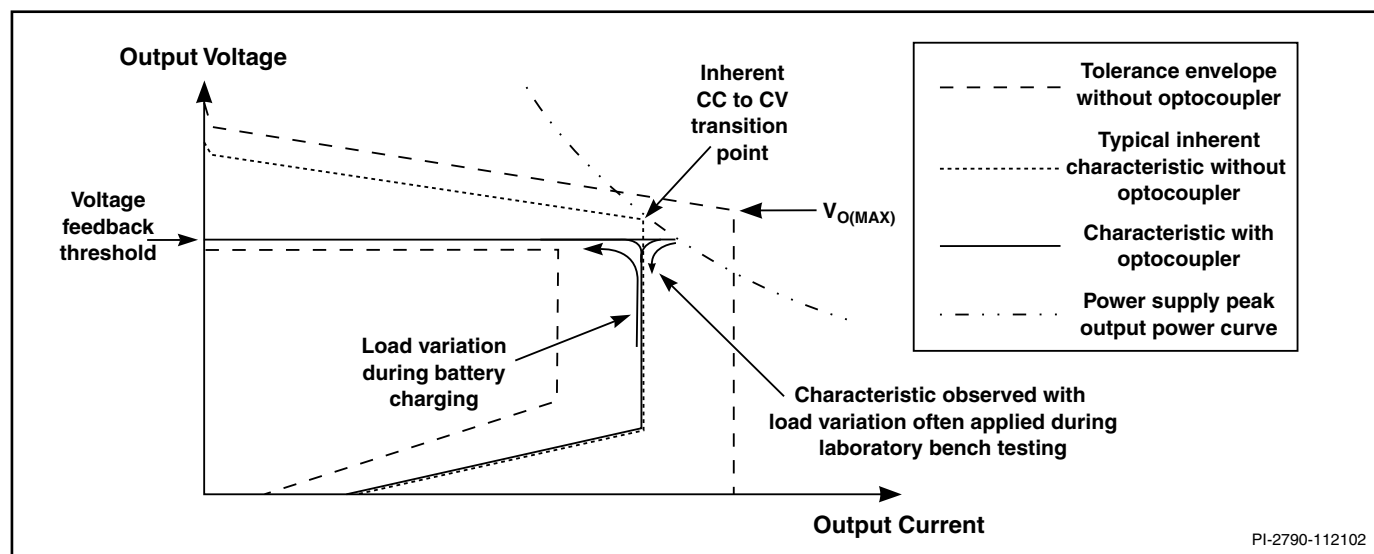 Output Voltage
Inherent
CC to CV
transition
point
Tolerance envelope
without optocoupler
Typical inherent
characteristic without
optocoupler
Characteristic with
optocoupler
Power supply peak
output power curve
Voltage
feedback
threshold
VO(MAX)
Load variation
during battery
charging
Characteristic observed with
load variation often applied during
laboratory bench testing
Output Current
PI-2790-112102